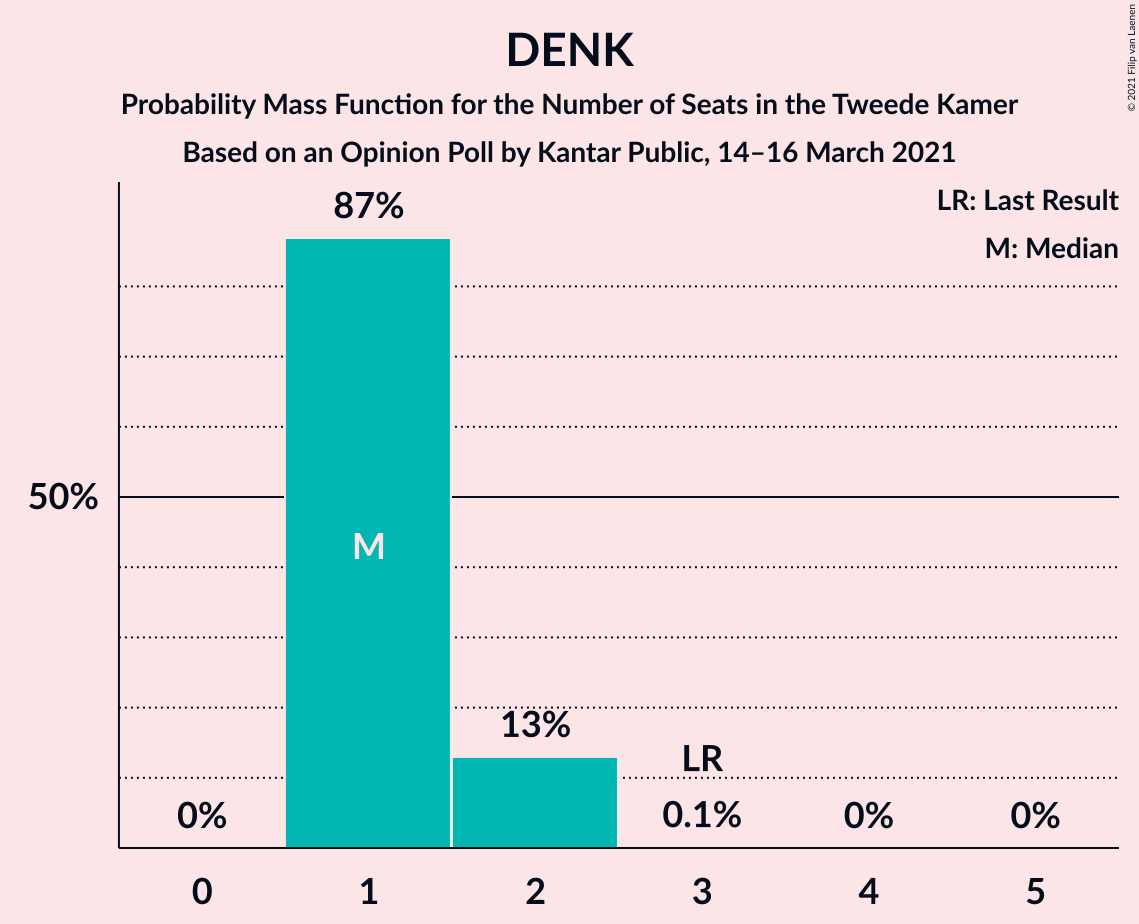 DENK
Probability Mass Function for the Number of Seats in the Tweede Kamer
Based on an Opinion Poll by Kantar Public, 14–16 March 2021
© 2021 Filip van Laenen
LR: Last Result
M: Median
87%
50%
M
13%
LR
0%
0.1%
0%
0%
0 1 2 3 4 5